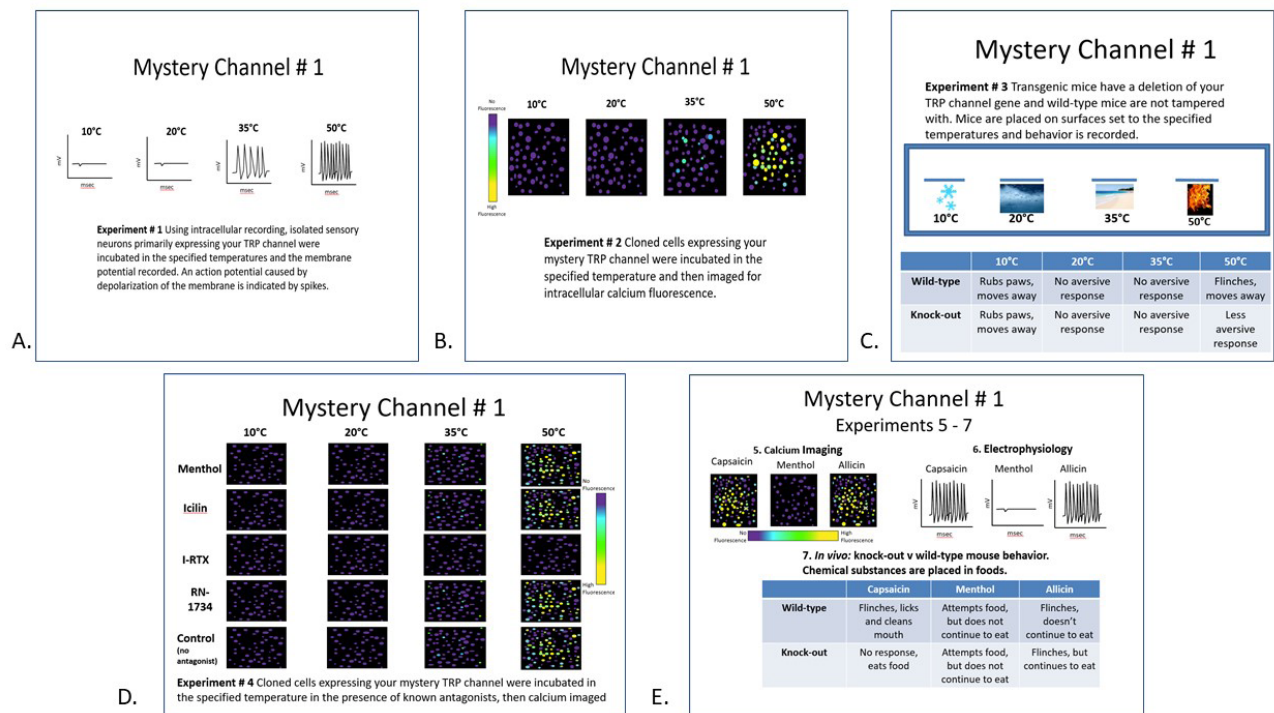 Mystery Channel # 1
10°C 20°C 35°C 50°C
mV mV mV mV
msec msec msec msec
Experiment # 1 Using intracellular recording, isolated sensory
neurons primarily expressing your TRP channel were
incubated in the specified temperatures and the membrane
potential recorded. An action potential caused by
depolarization of the membrane is indicated by spikes.
A.
Mystery Channel # 1
No
Fluorescence
10°C 20°C 35°C 50°C
High
Fluorescence
Experiment # 2 Cloned cells expressing your
mystery TRP channel were incubated in the
specified temperature and then imaged for
intracellular calcium fluorescence.
B.
Mystery Channel # 1
Experiment # 3 Transgenic mice have a deletion of your
TRP channel gene and wild-type mice are not tampered
with. Mice are placed on surfaces set to the specified
temperatures and behavior is recorded.
10°C 20°C 35°C 50°C
10°C 20°C 35°C 50°C
Wild-type Rubs paws, No aversive No aversive Flinches,
moves away response response moves away
Knock-out Rubs paws, No aversive No aversive Less
moves away response response aversive
response
C.
Mystery Channel # 1
10°C 20°C 35°C 50°C
Menthol
Icilin
I-RTX
RN-
1734
Control
(no
antagonist)
No
Fluorescence
High
Fluorescence
Experiment # 4 Cloned cells expressing your mystery TRP channel were incubated in
the specified temperature in the presence of known antagonists, then calcium imaged
D.
Mystery Channel # 1
Experiments 5 - 7
5. Calcium Imaging
Capsaicin Menthol Allicin
No
Fluorescence
High
Fluorescence
6. Electrophysiology
Capsaicin Menthol Allicin
mV mV mV
msec msec msec
7. In vivo: knock-out v wild-type mouse behavior.
Chemical substances are placed in foods.
Capsaicin Menthol Allicin
Wild-type Flinches, licks Attempts food, Flinches,
and cleans but does not doesn't
mouth continue to eat continue to eat
Knock-out No response, Attempts food, Flinches, but
eats food but does not continues to eat
continue to eat
E.